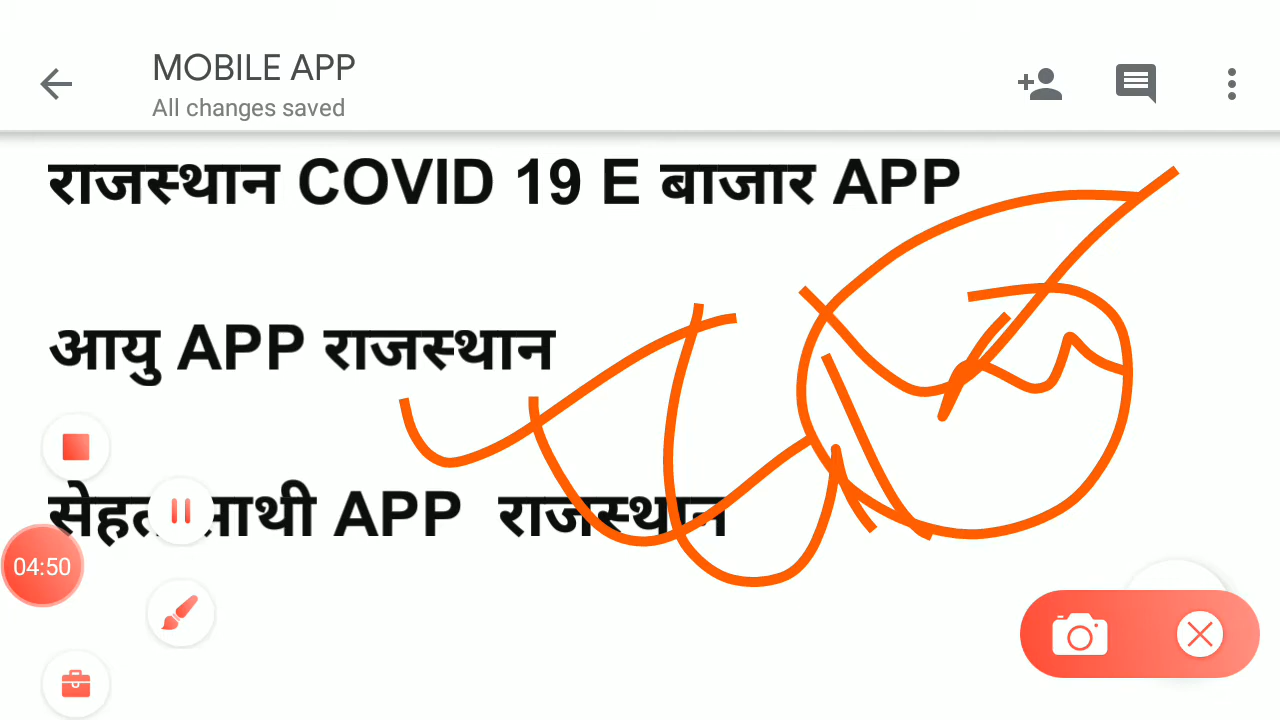 MOBILE APP
All changes saved
राजस्थान COVID 19 E बाजार APP
आयु APP राजस्थान
साथी APP राजस्थान
04:50